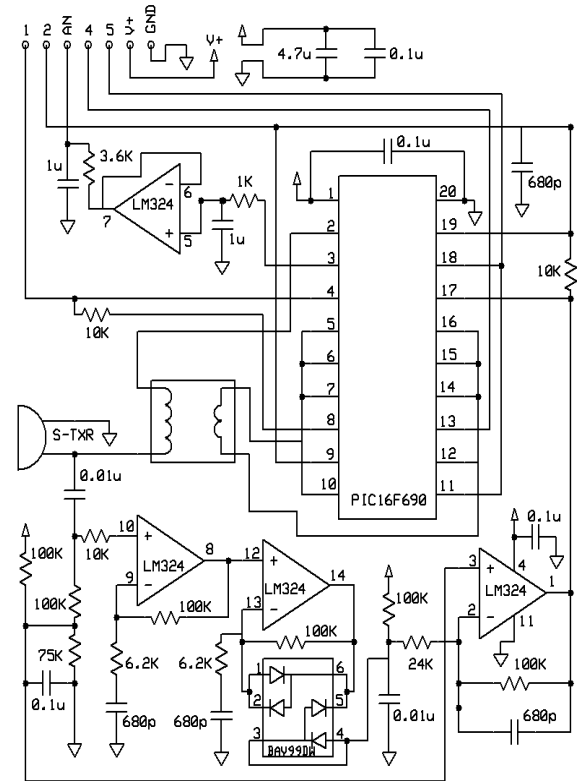 1 2 AN 4 5 V+ GND
V+
4.7u 0.1u
0.1u
3.6K
1u
LM324
6
7
5
1K
1u
680p
1 20
2 19
3 18
4 17
5 16
6 15
7 14
8 13
9 12
10 11
PIC16F690
10K
10K
S-TXR
0.01u
100K
10K
10 8
LM324
9
100K
12 14
LM324
13
100K
100K
75K
0.1u
6.2K
680p
6.2K
680p
1 6
2 5
3 4
BAV99DW
100K
24K
0.01u
0.1u
3 4
LM324
1
2
11
100K
680p